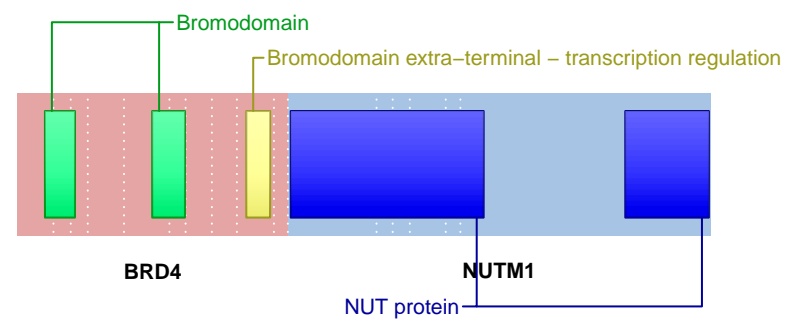 Bromodomain
Bromodomain extra−terminal − transcription regulation
BRD4
NUTM1
NUT protein